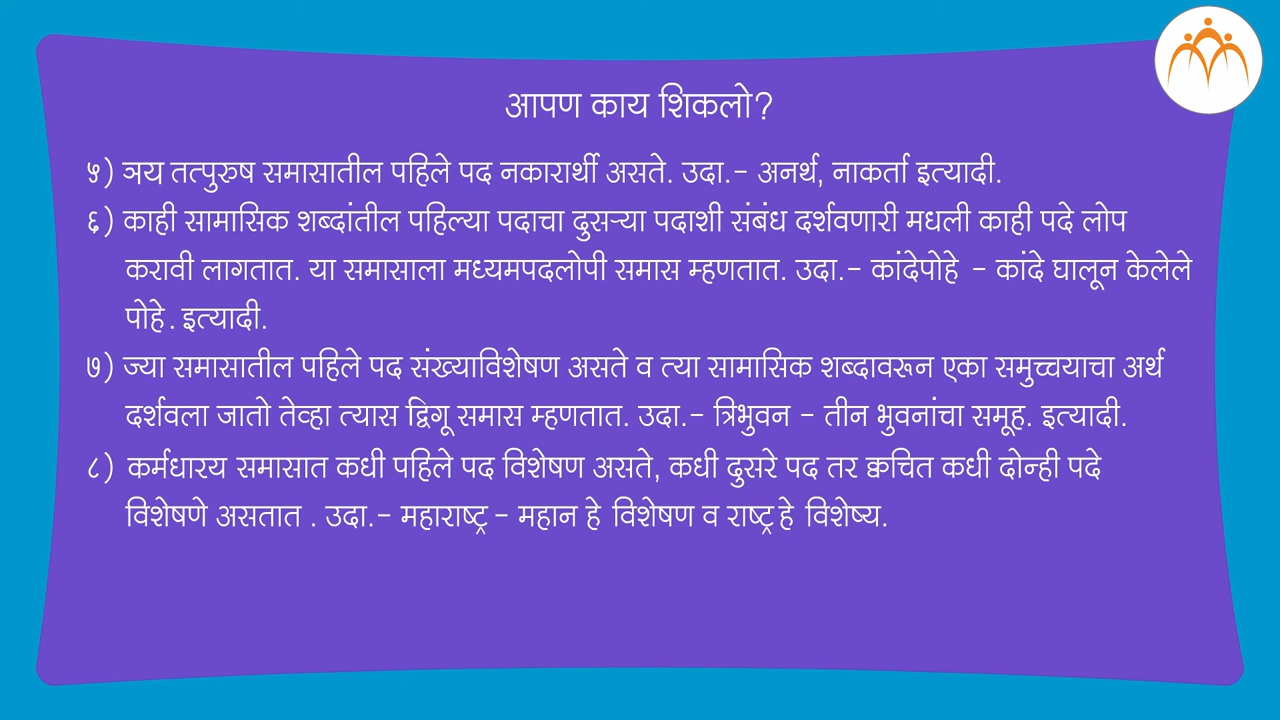 आपण काय शिकलो?
५) ञय तत्पुरुष समासातील पहिले पद नकारार्थी असते. उदा.- अनर्थ, नाकर्ता इत्यादी.
६) काही सामासिक शब्दांतील पहिल्या पदाचा दुसऱ्या पदाशी संबंध दर्शवणारी मधली काही पदे लोप
करावी लागतात. या समासाला मध्यमपदलोपी समास म्हणतात. उदा.- कांदेपोहे - कांदे घालून केलेले
पोहे. इत्यादी.
७) ज्या समासातील पहिले पद संख्याविशेषण असते व त्या सामासिक शब्दावरून एका समुच्चयाचा अर्थ
दर्शवला जातो तेव्हा त्यास द्विगू समास म्हणतात. उदा.- त्रिभुवन - तीन भुवनांचा समूह. इत्यादी.
८) कर्मधारय समासात कधी पहिले पद विशेषण असते, कधी दुसरे पद तर क्वचित कधी दोन्ही पदे
विशेषणे असतात . उदा.- महाराष्ट्र - महान हे विशेषण व राष्ट्र हे विशेष्य.